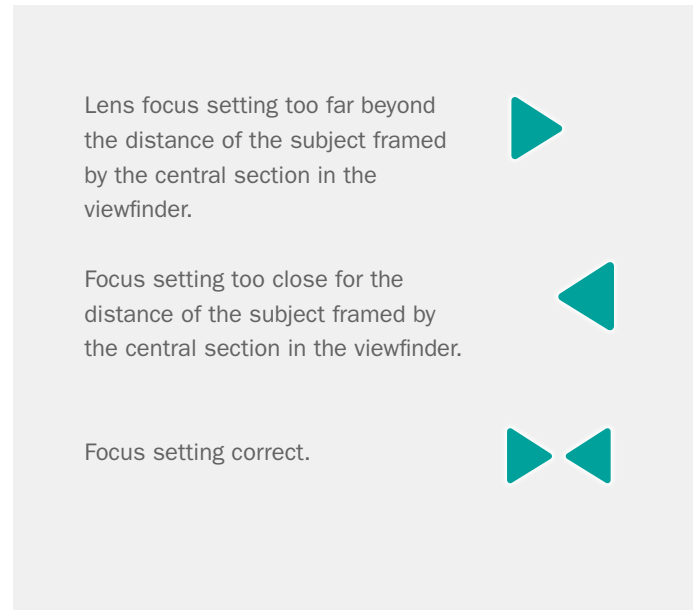 Lens focus setting too far beyond
the distance of the subject framed
by the central section in the
viewfinder.
Focus setting too close for the
distance of the subject framed by
the central section in the viewfinder.
Focus setting correct.